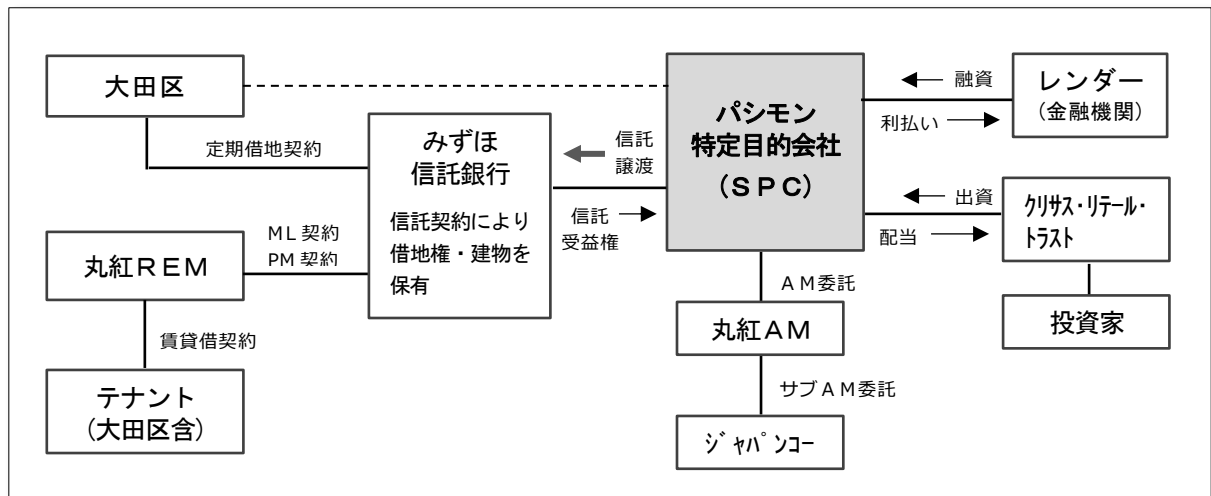 大田区
定期借地契約
みずほ
信託銀行
信託契約により
借地権・建物を
保有
丸紅ＲＥＭ
ＭＬ契約
ＰＭ契約
賃貸借契約
テナント
（大田区含）
信託
譲渡
信託
受益権
パシモン
特定目的会社
（ＳＰＣ）
ＡＭ委託
丸紅ＡＭ
サブＡＭ委託
ｼﾞｬﾊﾟﾝコー
融資
利払い
レンダー
（金融機関）
出資
配当
ｸﾘｻｽ・ﾘﾃｰﾙ・
ﾄﾗｽﾄ
投資家